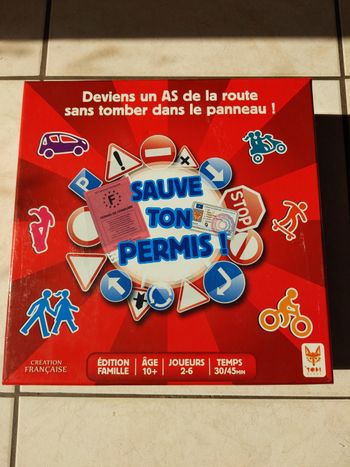 Deviens un AS de la route
sans tomber dans le panneau !
P
F
STOP
SAUVE
TON
PERMIS !
CRÉATION
FRANÇAISE
ÉDITION
FAMILLE
ÂGE
10+
JOUEURS
2-6
TEMPS
30/45MIN
TOPI